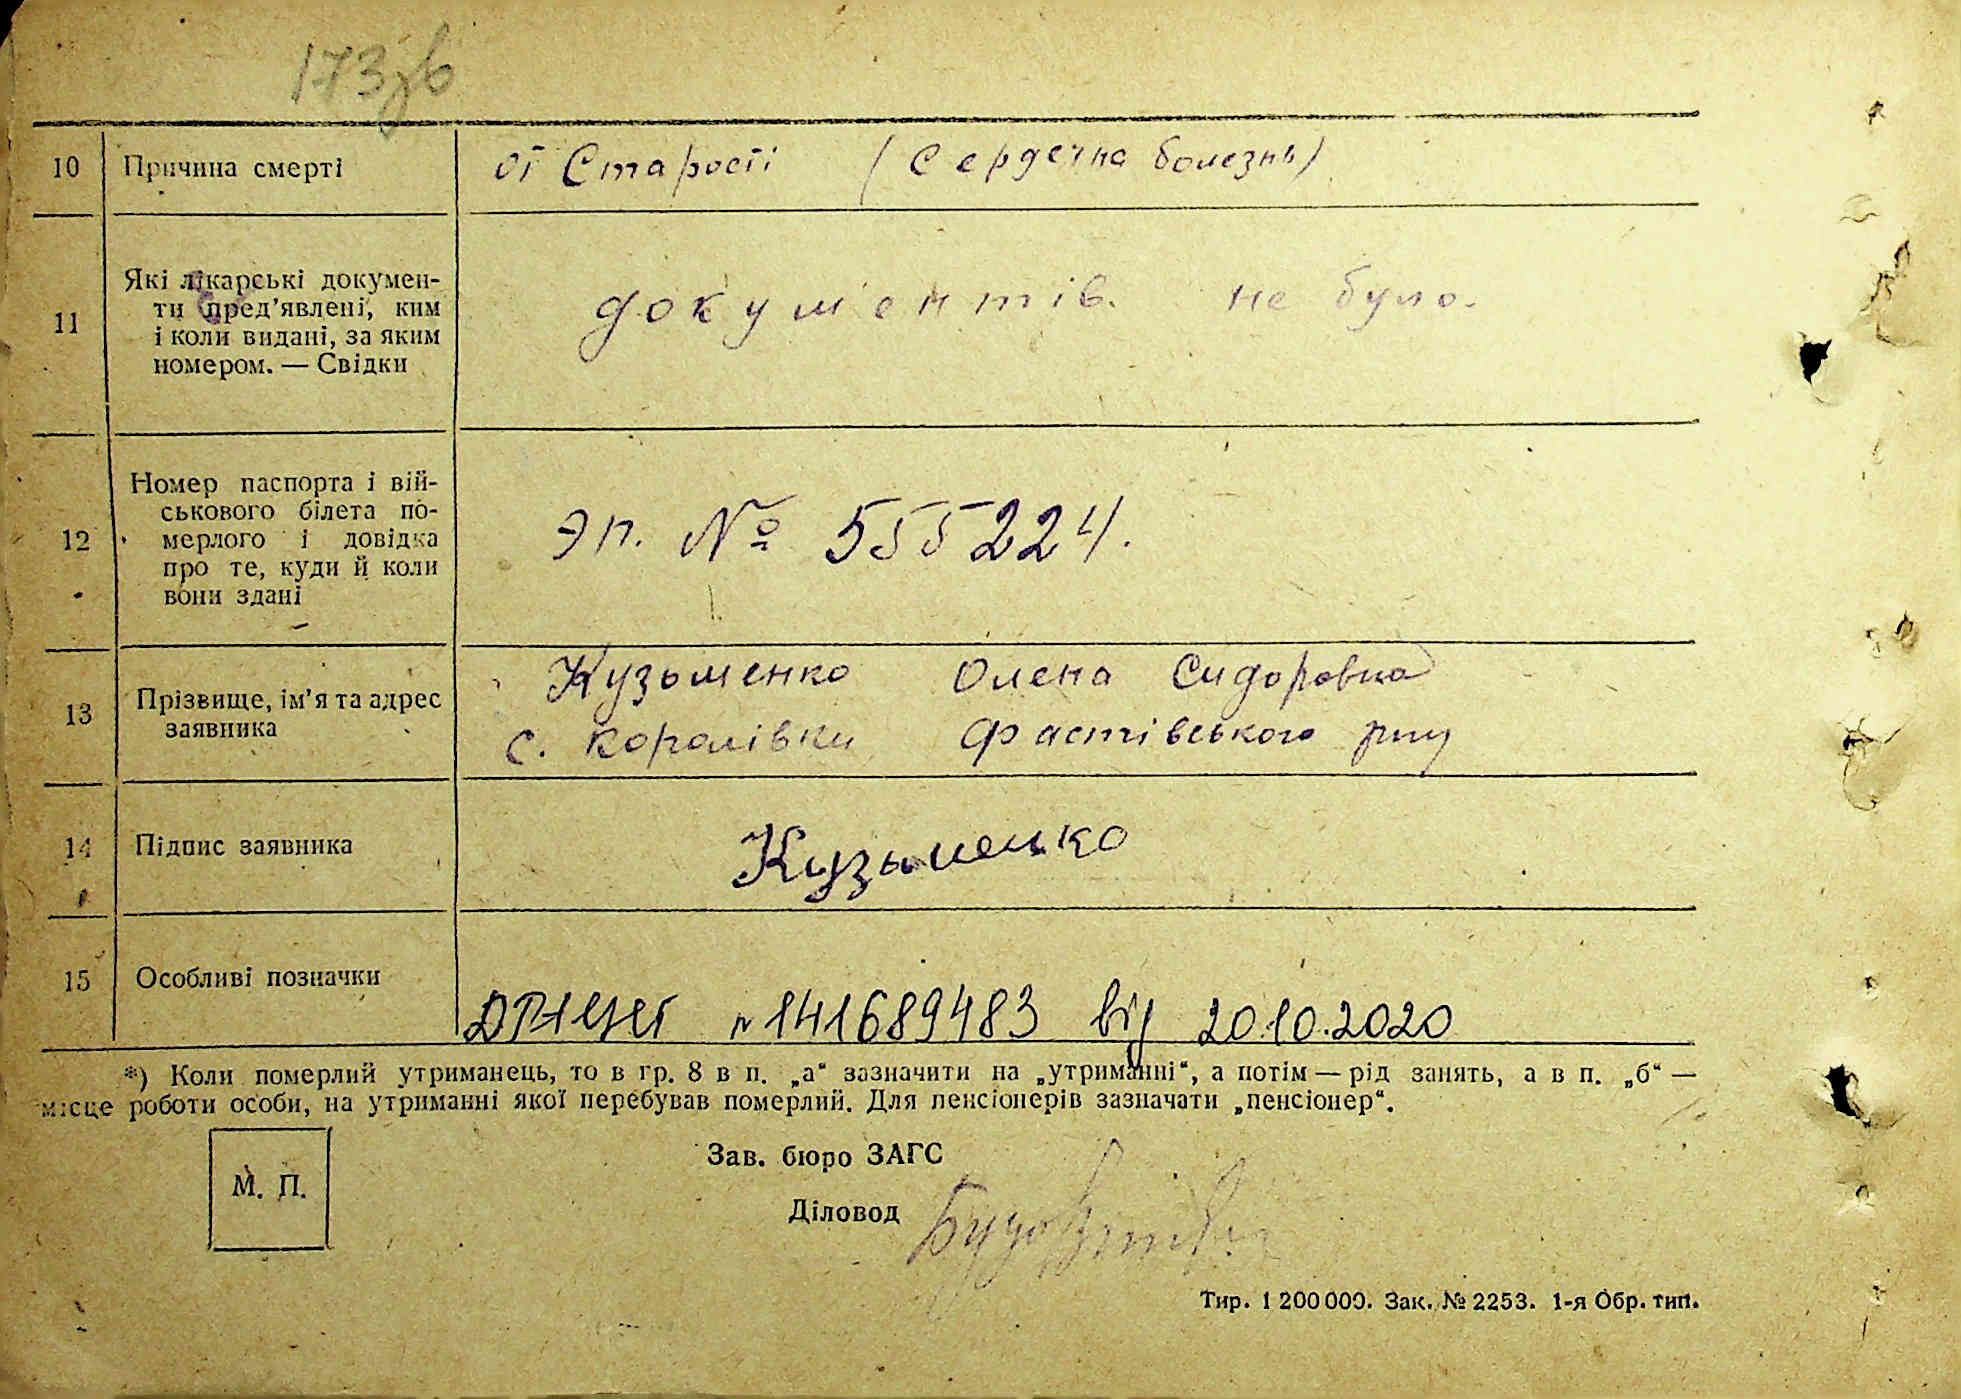 173зв
10 Причина смерті от Старості (Сердечна болезнь)
11 Які лікарські докумен-
ти пред'явлені, ким
і коли видані, за яким
номером. — Свідки
документів. не було.
12 Номер паспорта і вій-
ськового білета по-
мерлого і довідка
про те, куди й коли
вони здані
эп. № 555224.
13 Прізвище, ім'я та адрес
заявника
Кузьменко Олена Сидоровна
с. Королівки Фастівського р-ну
14 Підпис заявника Кузьменко
15 Особливі позначки
ДРАЦСГ №141689483 від 20.10.2020
*) Коли померлий утриманець, то в гр. 8 в п. „а“ зазначити на „утриманні“, а потім — рід занять, а в п. „б“ —
місце роботи особи, на утриманні якої перебував померлий. Для пенсіонерів зазначати „пенсіонер“.
М. П.
Зав. бюро ЗАГС
Діловод
Тир. 1 200 000. Зак. № 2253. 1-я Обр. тип.